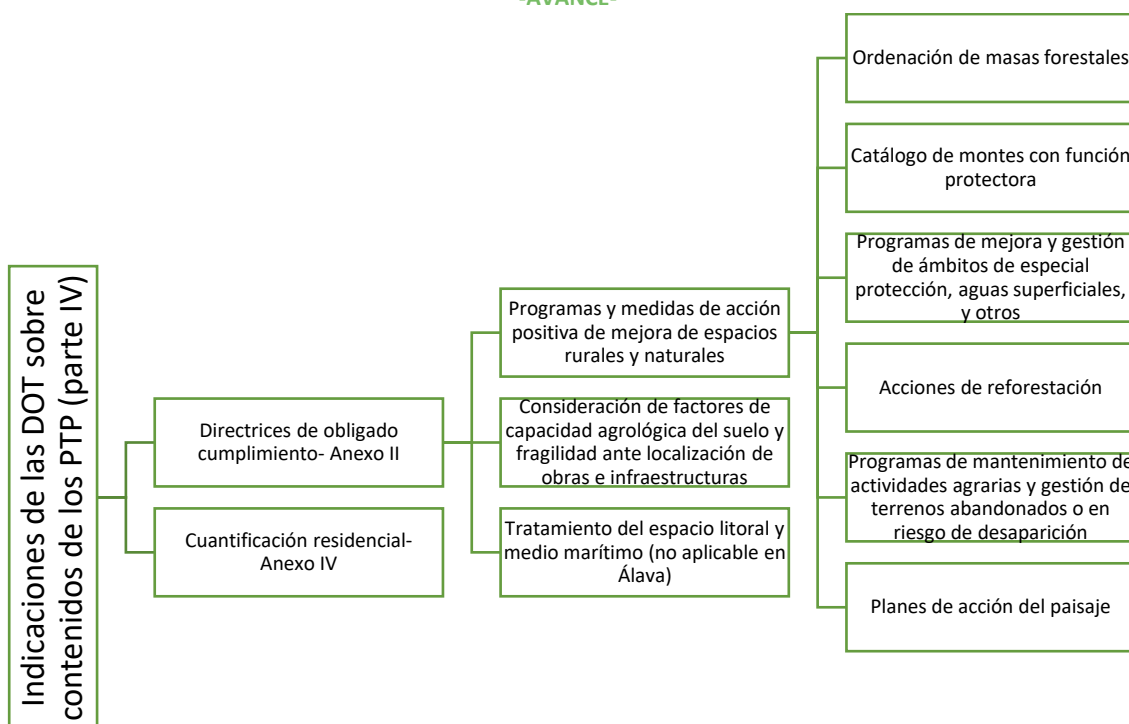 -AVANCE-
Indicaciones de las DOT sobre
contenidos de los PTP (parte IV)
Directrices de obligado
cumplimiento- Anexo II
Cuantificación residencial-
Anexo IV
Programas y medidas de acción
positiva de mejora de espacios
rurales y naturales
Consideración de factores de
capacidad agrológica del suelo y
fragilidad ante localización de
obras e infraestructuras
Tratamiento del espacio litoral y
medio marítimo (no aplicable en
Álava)
Ordenación de masas forestales
Catálogo de montes con función
protectora
Programas de mejora y gestión
de ámbitos de especial
protección, aguas superficiales,
y otros
Acciones de reforestación
Programas de mantenimiento de
actividades agrarias y gestión de
terrenos abandonados o en
riesgo de desaparición
Planes de acción del paisaje